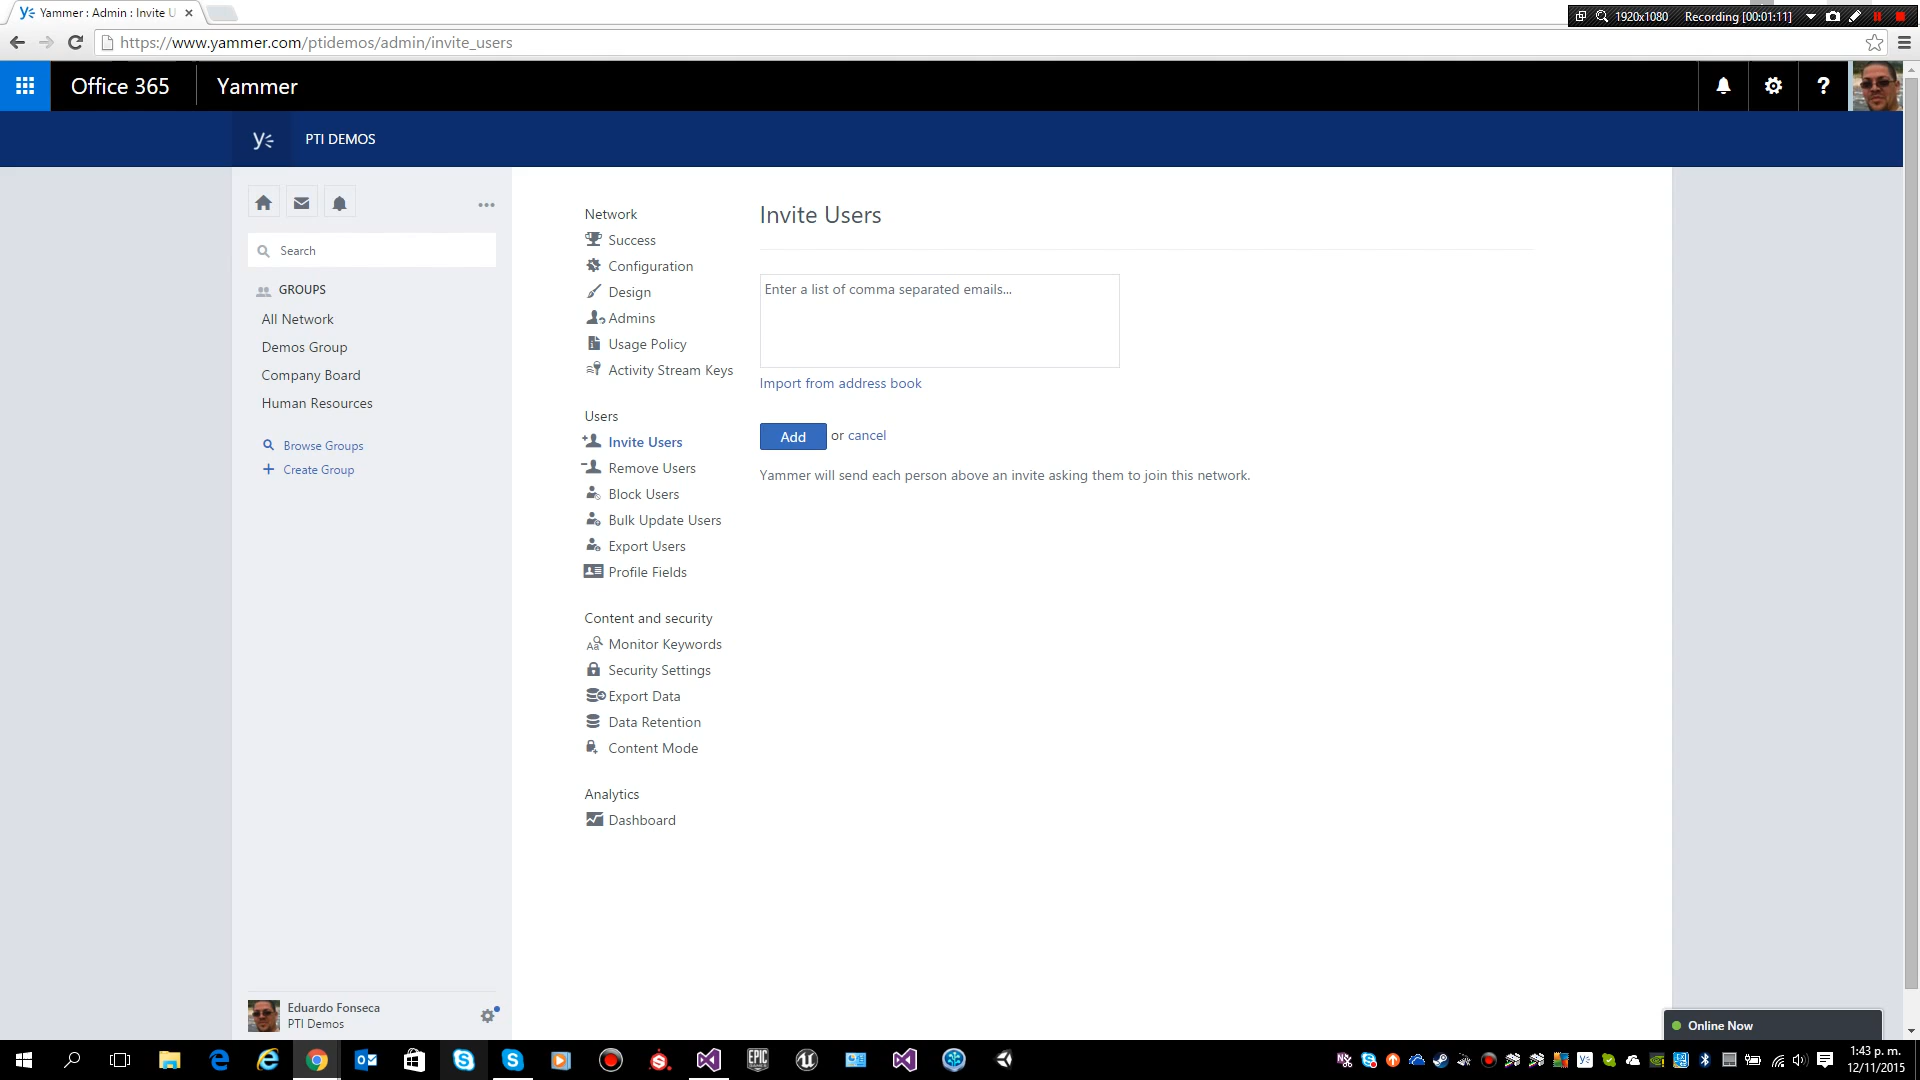 Yammer : Admin : Invite U
1920x1080 Recording [00:01:11]
https://www.yammer.com/ptidemos/admin/invite_users
Office 365 Yammer ?
PTI DEMOS
Search
GROUPS
All Network
Demos Group
Company Board
Human Resources
Browse Groups
+ Create Group
Network
Success
Configuration
Design
Admins
Usage Policy
Activity Stream Keys
Users
Invite Users
Remove Users
Block Users
Bulk Update Users
Export Users
Profile Fields
Content and security
Monitor Keywords
Security Settings
Export Data
Data Retention
Content Mode
Analytics
Dashboard
Invite Users
Enter a list of comma separated emails...
Import from address book
Add or cancel
Yammer will send each person above an invite asking them to join this network.
Eduardo Fonseca
PTI Demos
Online Now
EPIC
1:43 p. m.
12/11/2015